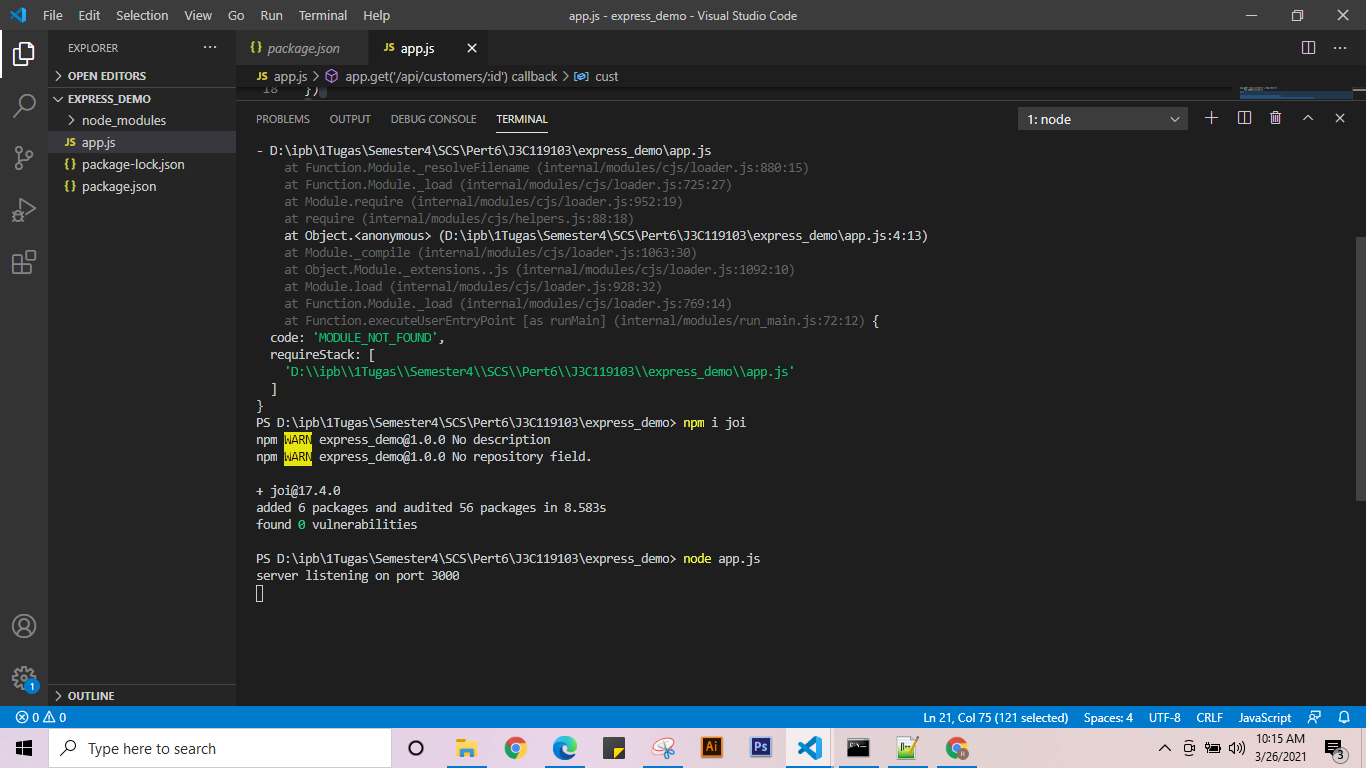 File Edit Selection View Go Run Terminal Help
app.js - express_demo - Visual Studio Code
EXPLORER
{} package.json
JS app.js
OPEN EDITORS
JS app.js > app.get('/api/customers/:id') callback > cust
EXPRESS_DEMO
18 })
node_modules
JS app.js
{} package-lock.json
{} package.json
PROBLEMS OUTPUT DEBUG CONSOLE TERMINAL
1: node
- D:\ipb\1Tugas\Semester4\SCS\Pert6\J3C119103\express_demo\app.js
at Function.Module._resolveFilename (internal/modules/cjs/loader.js:880:15)
at Function.Module._load (internal/modules/cjs/loader.js:725:27)
at Module.require (internal/modules/cjs/loader.js:952:19)
at require (internal/modules/cjs/helpers.js:88:18)
at Object.<anonymous> (D:\ipb\1Tugas\Semester4\SCS\Pert6\J3C119103\express_demo\app.js:4:13)
at Module._compile (internal/modules/cjs/loader.js:1063:30)
at Object.Module._extensions..js (internal/modules/cjs/loader.js:1092:10)
at Module.load (internal/modules/cjs/loader.js:928:32)
at Function.Module._load (internal/modules/cjs/loader.js:769:14)
at Function.executeUserEntryPoint [as runMain] (internal/modules/run_main.js:72:12) {
code: 'MODULE_NOT_FOUND',
requireStack: [
'D:\\ipb\\1Tugas\\Semester4\\SCS\\Pert6\\J3C119103\\express_demo\\app.js'
]
}
PS D:\ipb\1Tugas\Semester4\SCS\Pert6\J3C119103\express_demo> npm i joi
npm WARN express_demo@1.0.0 No description
npm WARN express_demo@1.0.0 No repository field.
+ joi@17.4.0
added 6 packages and audited 56 packages in 8.583s
found 0 vulnerabilities
PS D:\ipb\1Tugas\Semester4\SCS\Pert6\J3C119103\express_demo> node app.js
server listening on port 3000
1
OUTLINE
0 0
Ln 21, Col 75 (121 selected) Spaces: 4 UTF-8 CRLF JavaScript
Type here to search
Ai
Ps
10:15 AM
3/26/2021
3